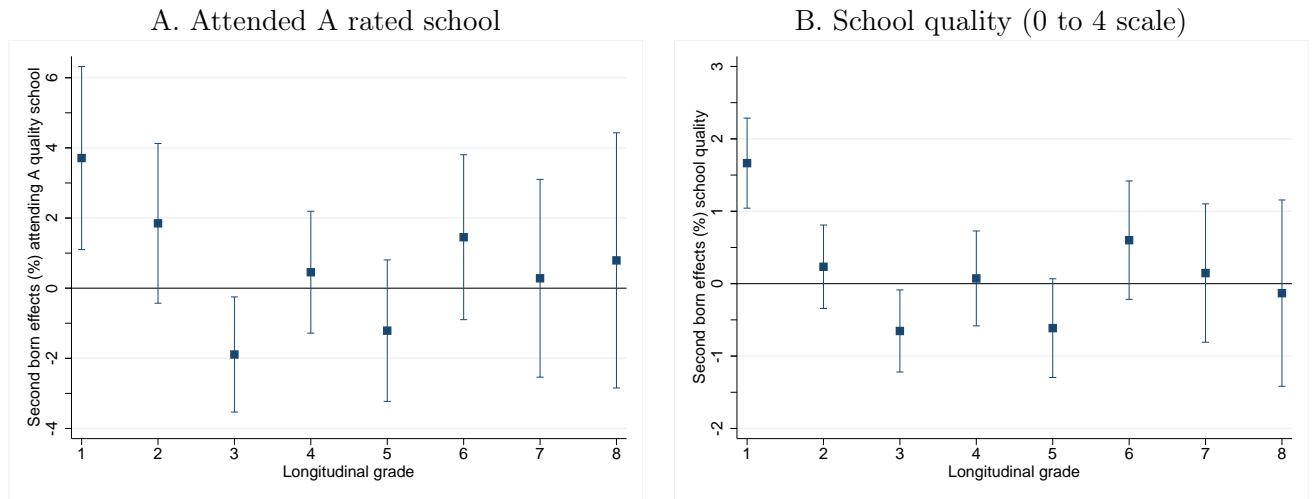 A. Attended A rated school
Second born effects (%) attending A quality school
6
4
2
0
-2
-4
1 2 3 4 5 6 7 8
Longitudinal grade
B. School quality (0 to 4 scale)
Second born effects (%) school quality
3
2
1
0
-1
-2
1 2 3 4 5 6 7 8
Longitudinal grade